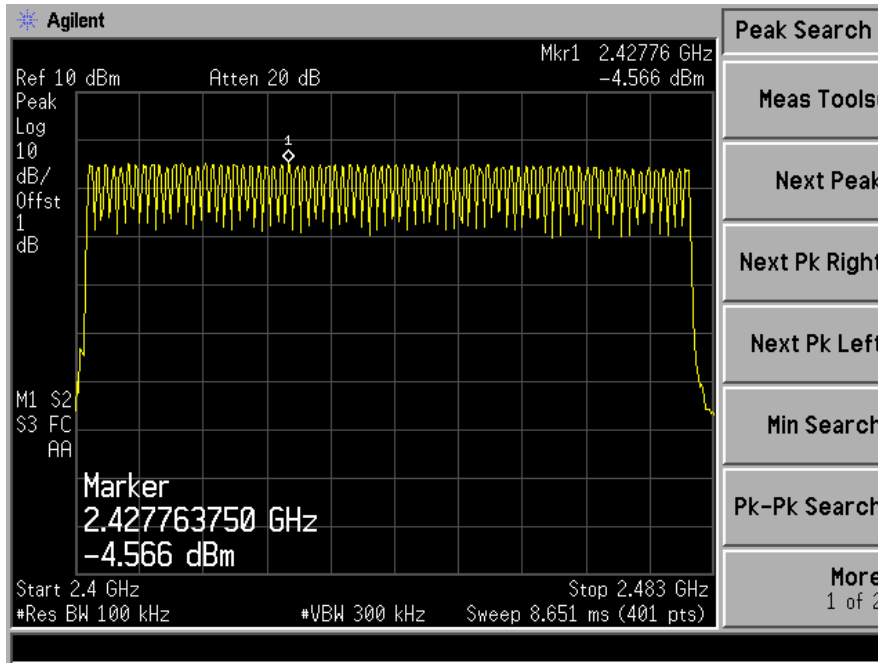 Agilent
Peak Search
Mkr1 2.42776 GHz
Ref 10 dBm Atten 20 dB -4.566 dBm
Peak
Log
10
dB/
Offst
1
dB
1
M1 S2
S3 FC
AA
Marker
2.427763750 GHz
-4.566 dBm
Start 2.4 GHz Stop 2.483 GHz
#Res BW 100 kHz #VBW 300 kHz Sweep 8.651 ms (401 pts)
Meas Tools
Next Peak
Next Pk Right
Next Pk Left
Min Search
Pk-Pk Search
More
1 of 2